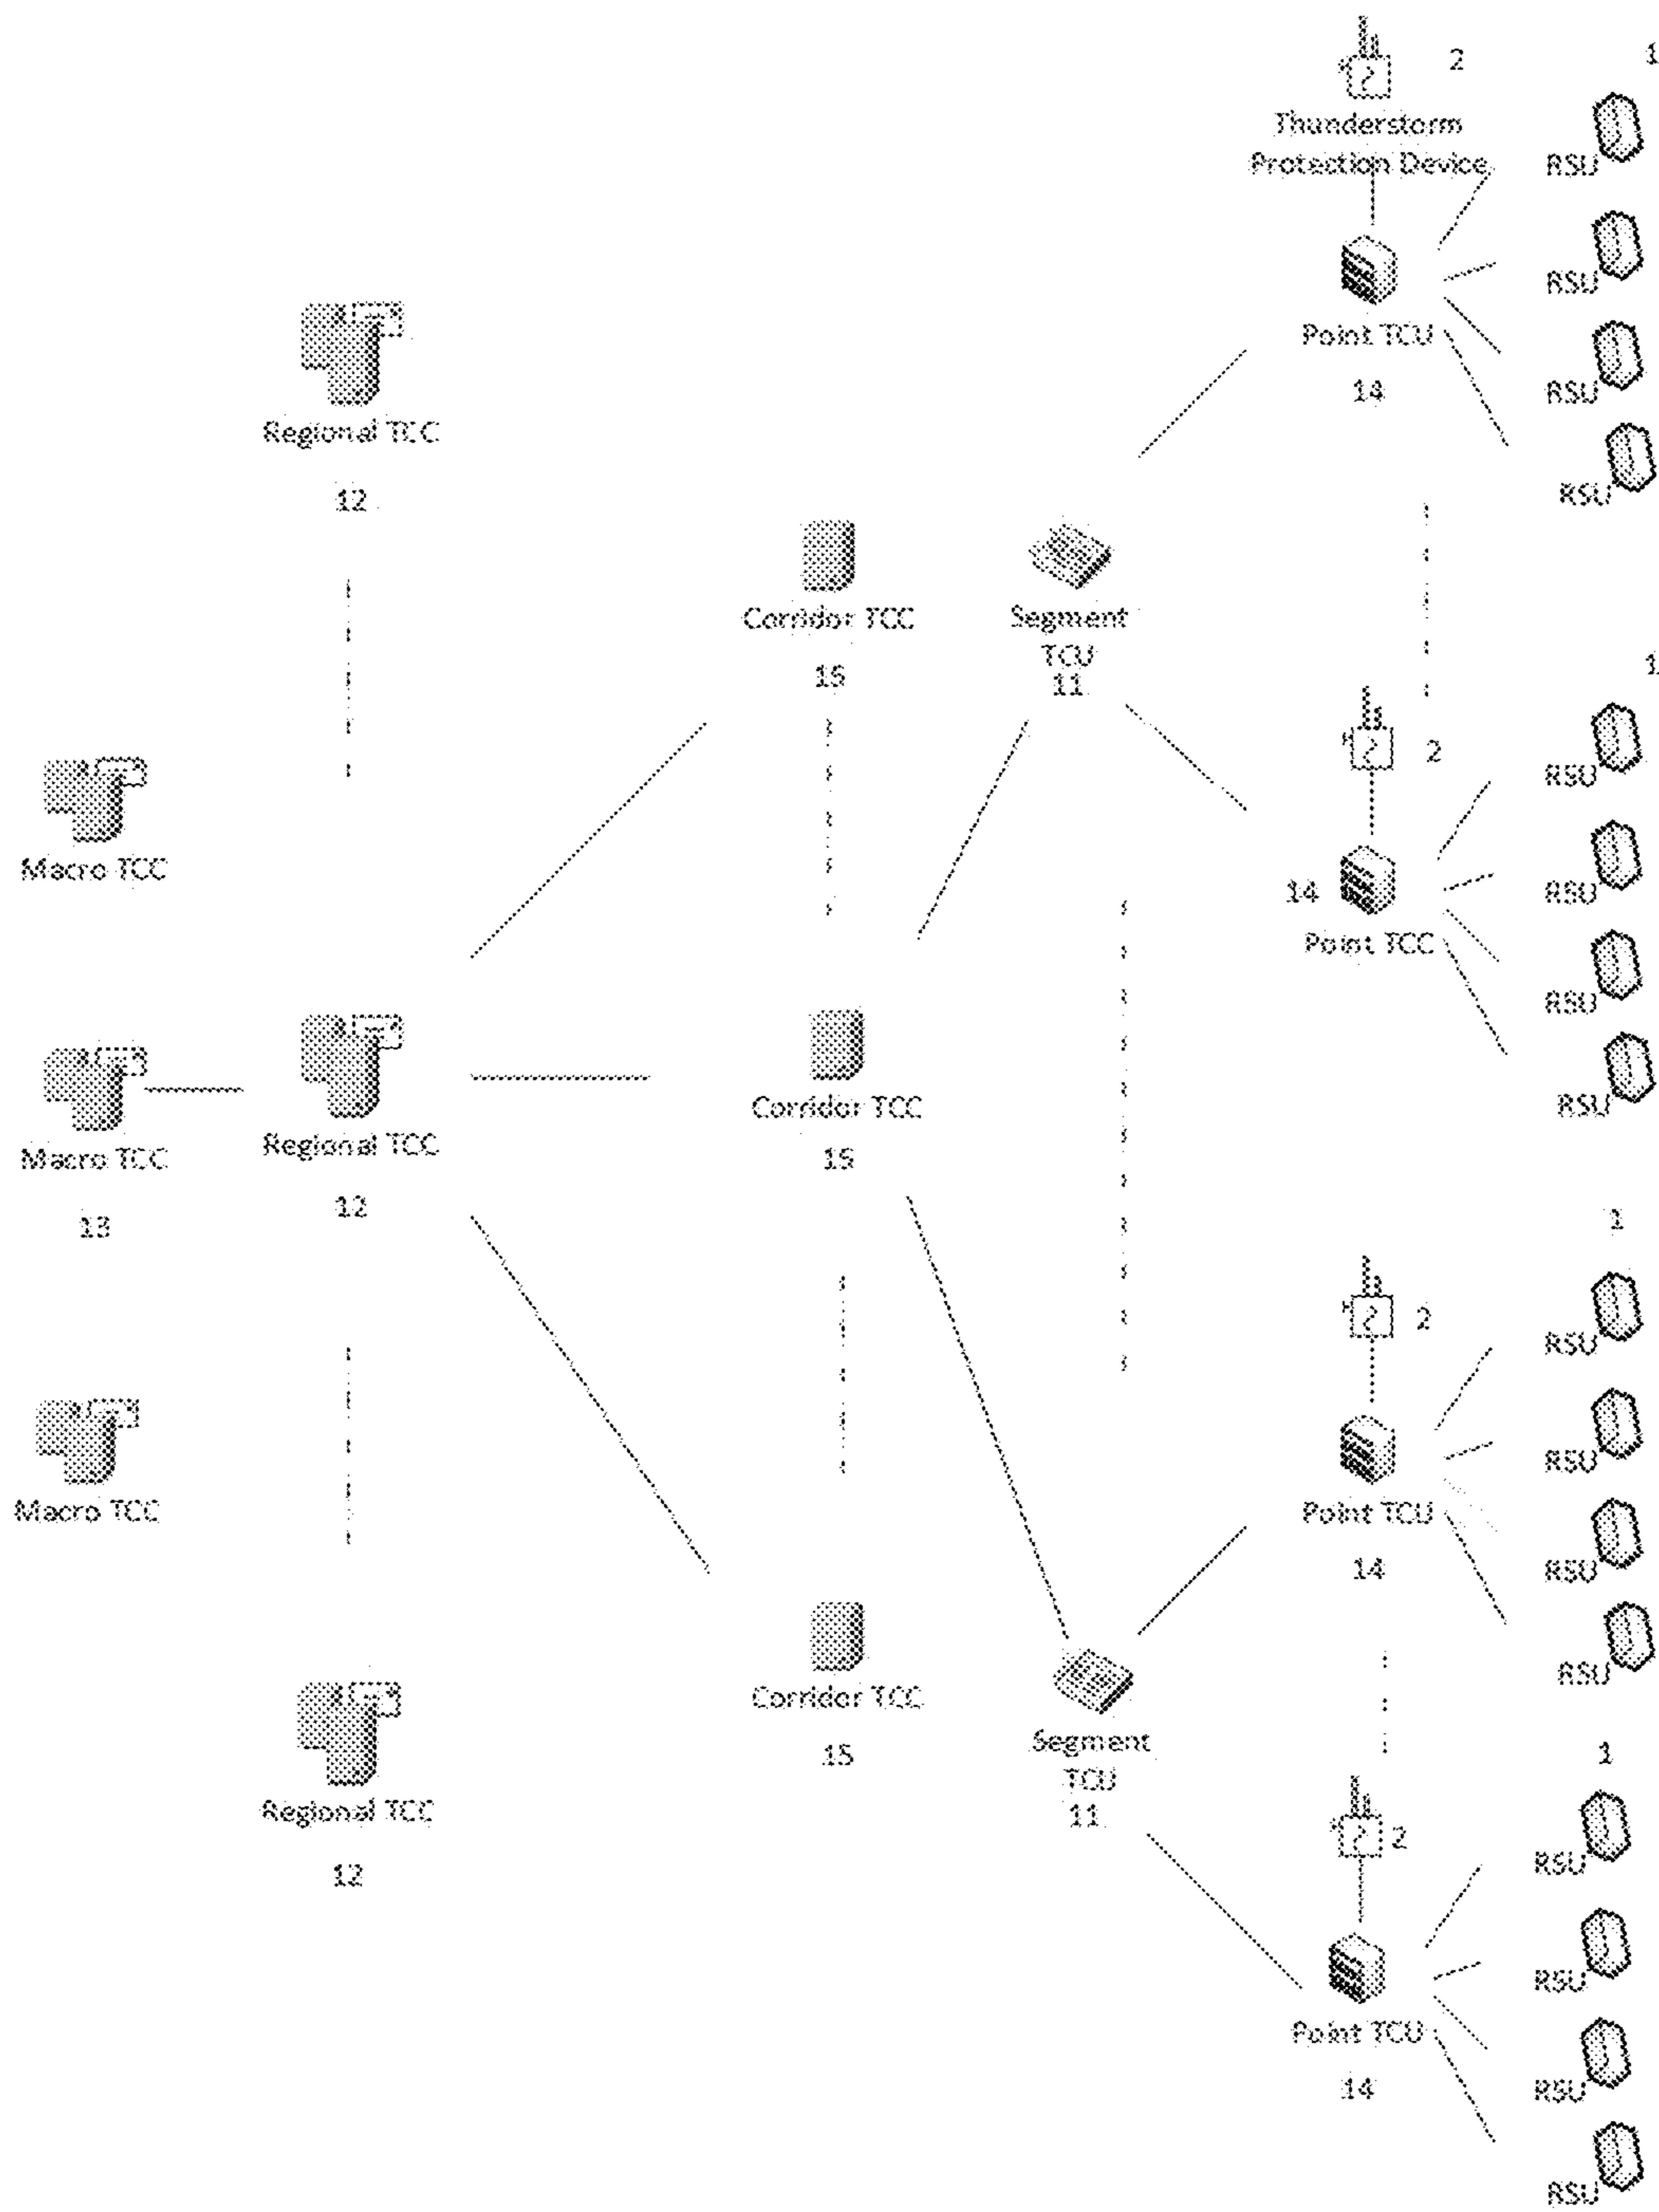 2
1
Thunderstorm
Protection Device
RSU
RSU
Point TCU
14
RSU
RSU
Regional TCC
12
Corridor TCC
15
Segment
TCU
11
1
2
RSU
14
RSU
Point TCC
RSU
RSU
Macro TCC
Macro TCC
13
Regional TCC
12
Corridor TCC
15
1
2
RSU
RSU
Point TCU
14
RSU
RSU
Macro TCC
Regional TCC
12
Corridor TCC
15
Segment
TCU
11
1
2
RSU
RSU
Point TCU
14
RSU
RSU